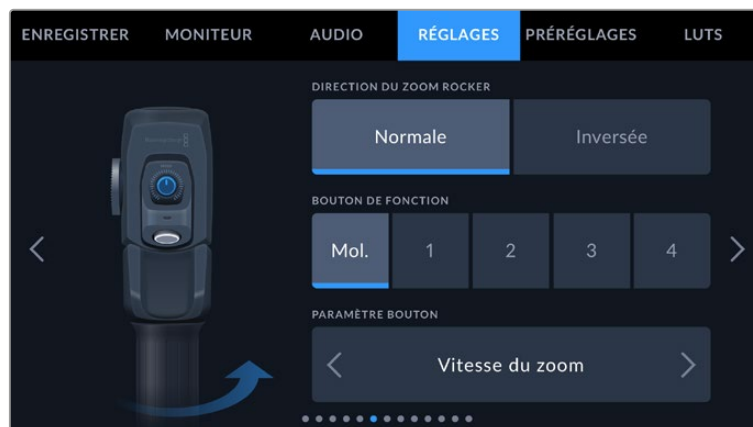 ENREGISTRER MONITEUR AUDIO RÉGLAGES PRÉRÉGLAGES LUTS
DIRECTION DU ZOOM ROCKER
Normale Inversée
BOUTON DE FONCTION
Mol. 1 2 3 4
PARAMÈTRE BOUTON
Vitesse du zoom